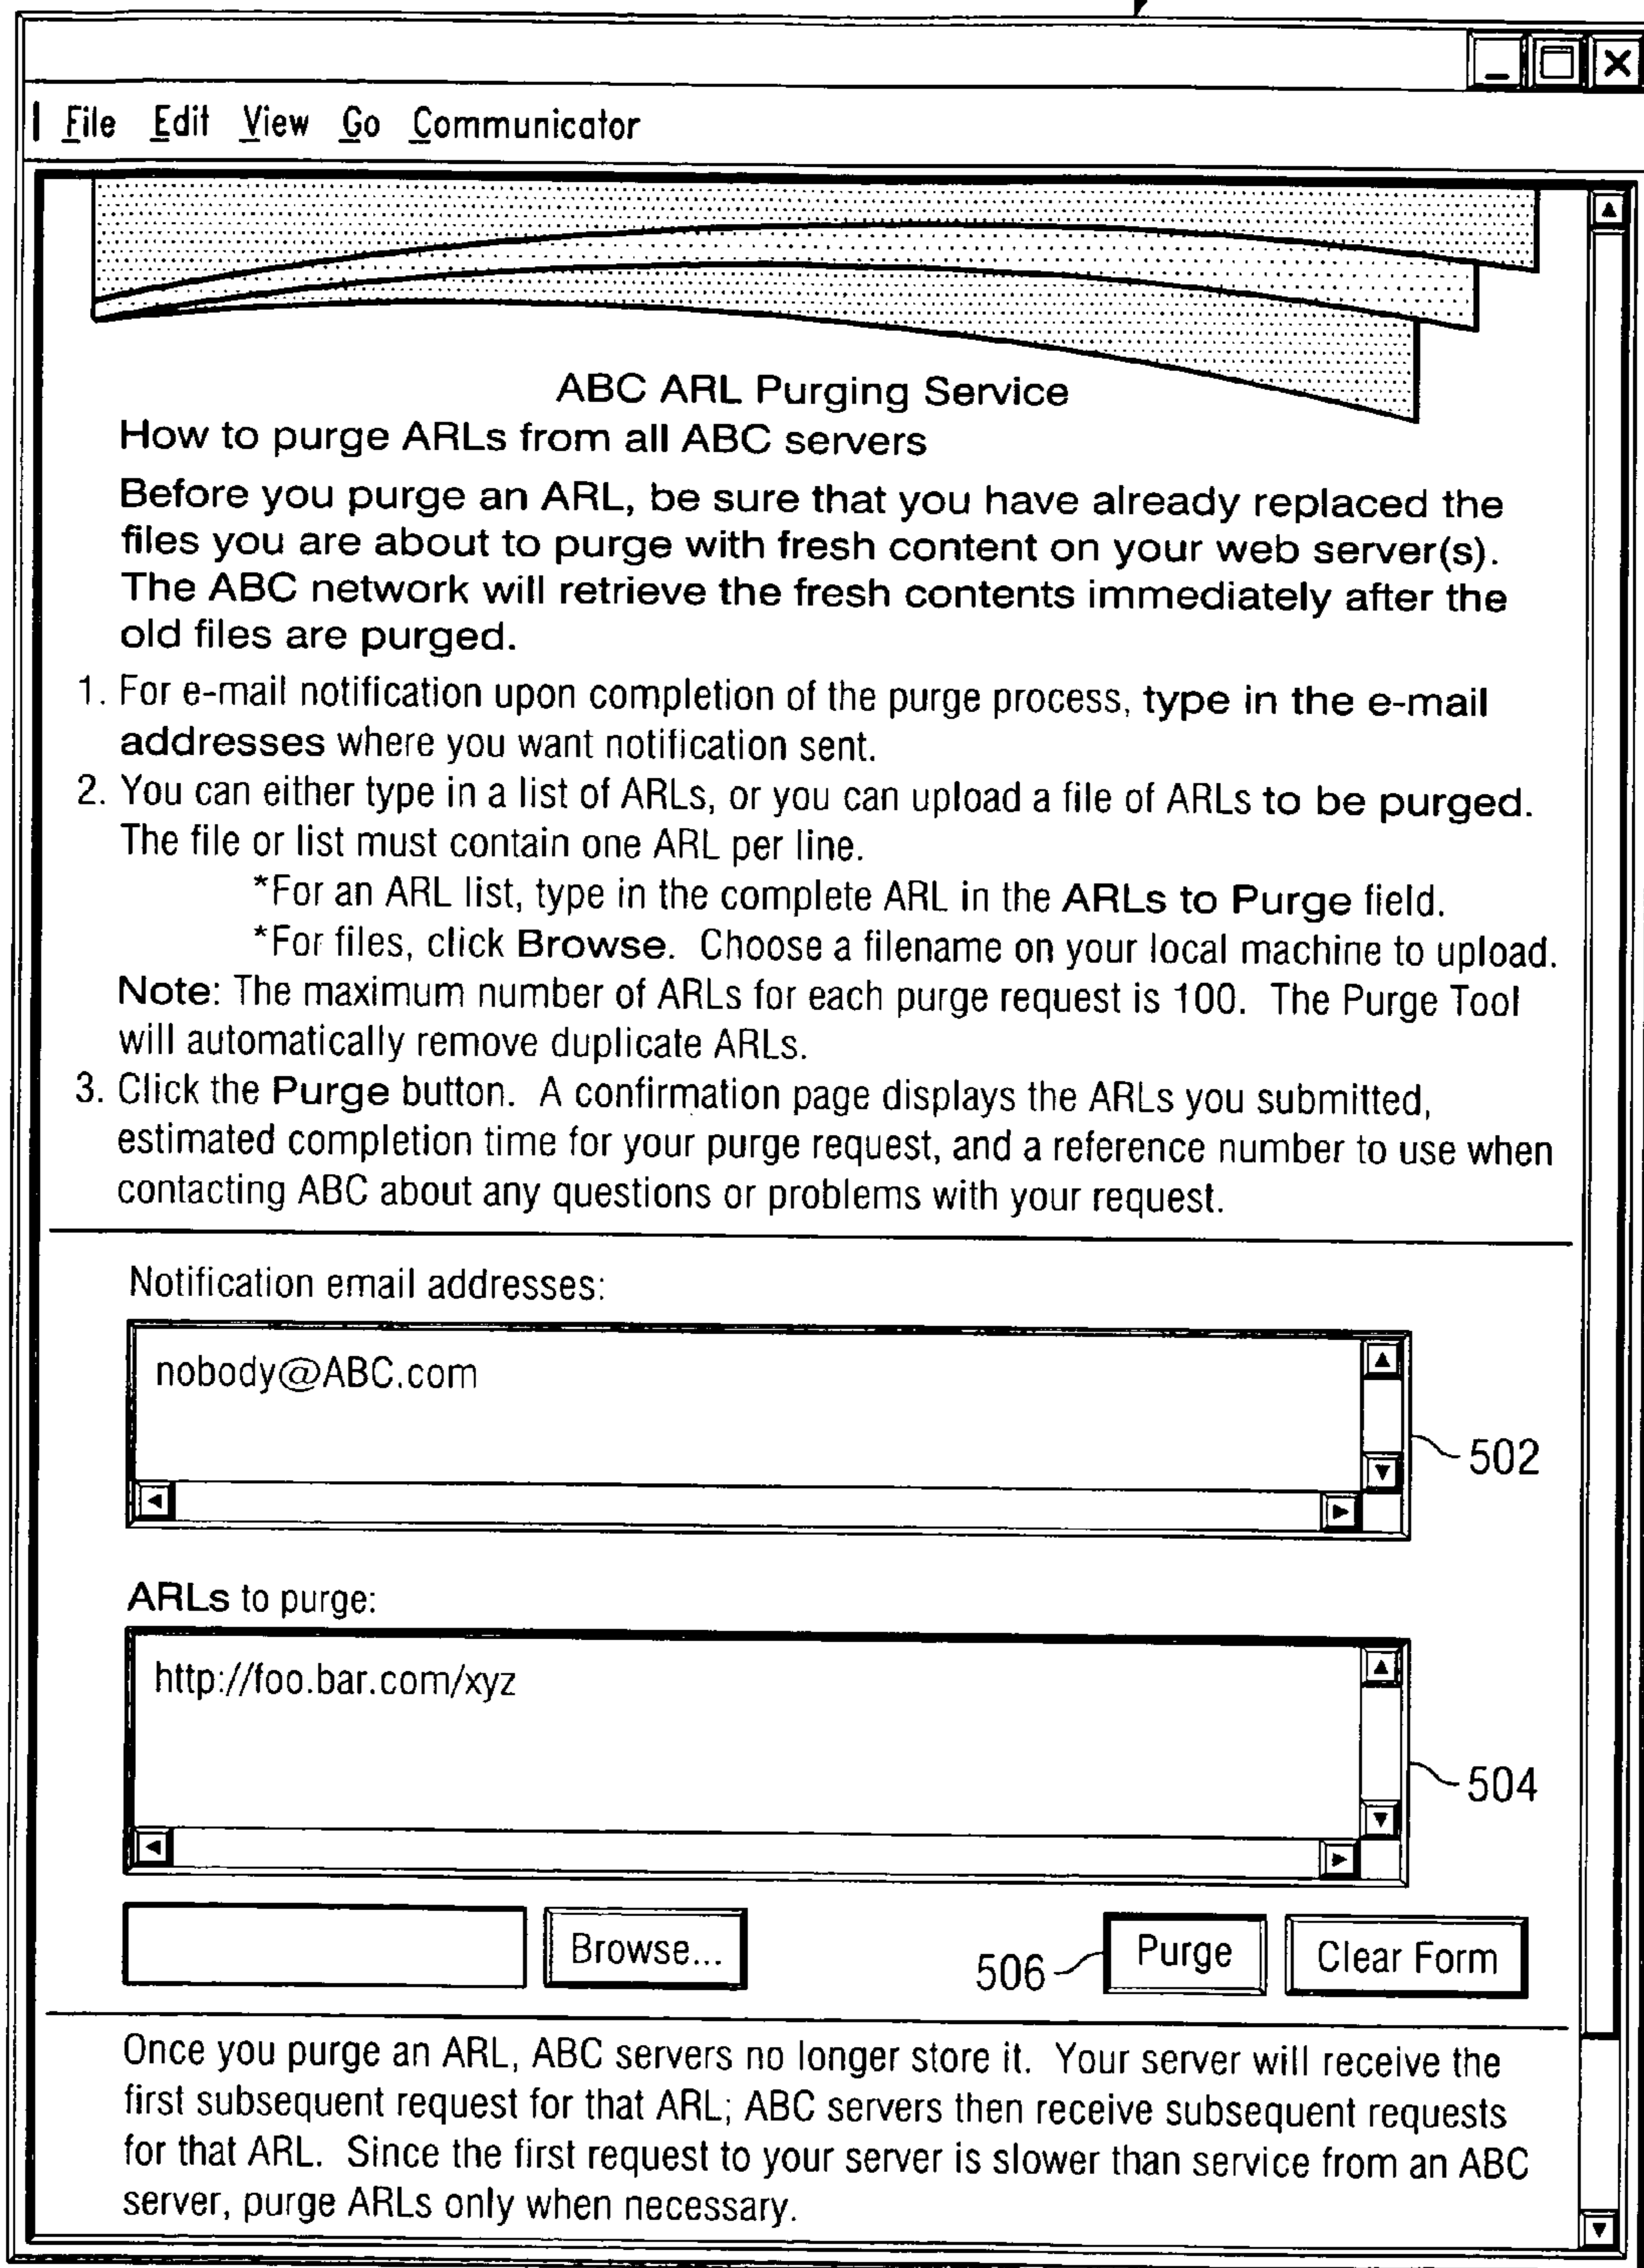 File Edit View Go Communicator
ABC ARL Purging Service
How to purge ARLs from all ABC servers
Before you purge an ARL, be sure that you have already replaced the
files you are about to purge with fresh content on your web server(s).
The ABC network will retrieve the fresh contents immediately after the
old files are purged.
1. For e-mail notification upon completion of the purge process, type in the e-mail
addresses where you want notification sent.
2. You can either type in a list of ARLs, or you can upload a file of ARLs to be purged.
The file or list must contain one ARL per line.
*For an ARL list, type in the complete ARL in the ARLs to Purge field.
*For files, click Browse. Choose a filename on your local machine to upload.
Note: The maximum number of ARLs for each purge request is 100. The Purge Tool
will automatically remove duplicate ARLs.
3. Click the Purge button. A confirmation page displays the ARLs you submitted,
estimated completion time for your purge request, and a reference number to use when
contacting ABC about any questions or problems with your request.
Notification email addresses:
nobody@ABC.com
502
ARLs to purge:
http://foo.bar.com/xyz
504
Browse... 506 Purge Clear Form
Once you purge an ARL, ABC servers no longer store it. Your server will receive the
first subsequent request for that ARL; ABC servers then receive subsequent requests
for that ARL. Since the first request to your server is slower than service from an ABC
server, purge ARLs only when necessary.